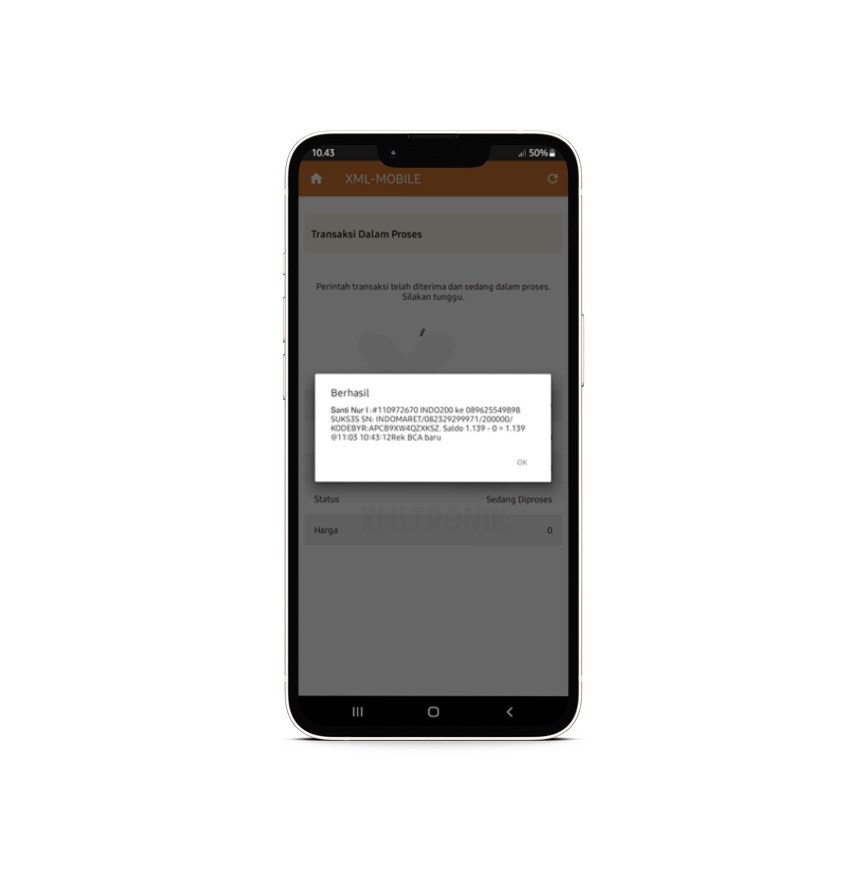 10.43
50%
XML-MOBILE
Transaksi Dalam Proses
Perintah transaksi telah diterima dan sedang dalam proses.
Silakan tunggu.
Berhasil
Santi Nur I :#110972670 INDO200 ke 089625549898
SUKS3S SN: INDOMARET/082329299971/200000/
KODEBYR:APCB9XW4QZXKSZ. Saldo 1.139 - 0 = 1.139
@11:03 10:43:12Rek BCA baru
OK
Status Sedang Diproses
XMLTRONIK
Harga 0